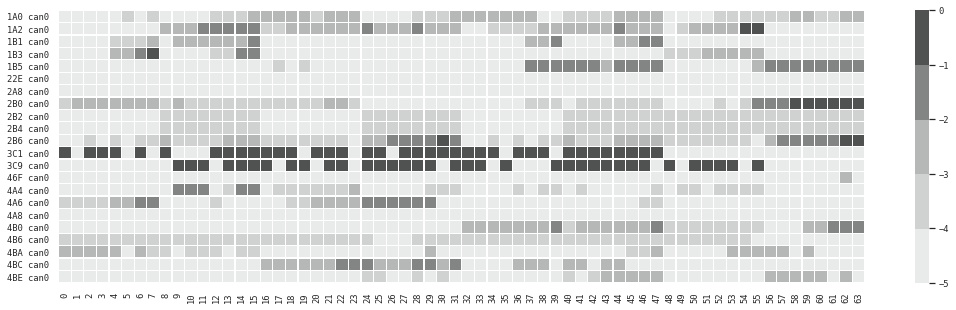 1A0 can0
1A2 can0
1B1 can0
1B3 can0
1B5 can0
22E can0
2A8 can0
2B0 can0
2B2 can0
2B4 can0
2B6 can0
3C1 can0
3C9 can0
46F can0
4A4 can0
4A6 can0
4A8 can0
4B0 can0
4B6 can0
4BA can0
4BC can0
4BE can0
0 1 2 3 4 5 6 7 8 9 10 11 12 13 14 15 16 17 18 19 20 21 22 23 24 25 26 27 28 29 30 31 32 33 34 35 36 37 38 39 40 41 42 43 44 45 46 47 48 49 50 51 52 53 54 55 56 57 58 59 60 61 62 63
0
−1
−2
−3
−4
−5